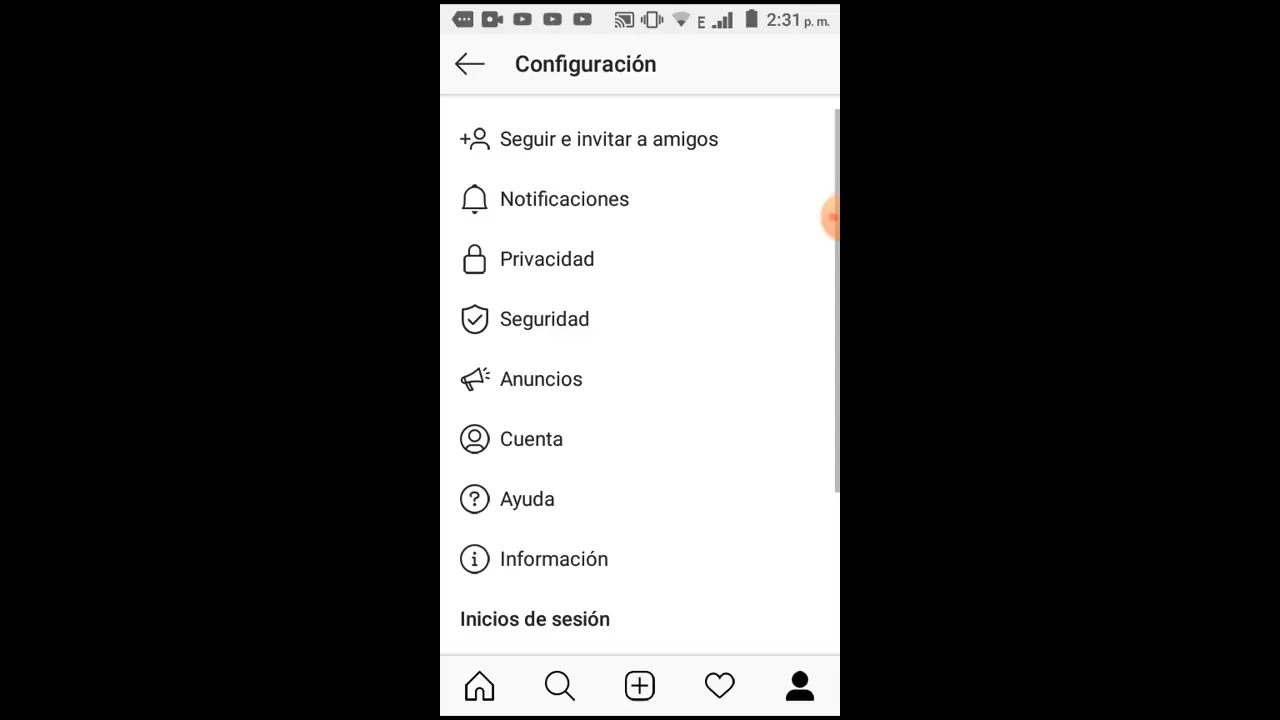 E 2:31 p. m.
Configuración
Seguir e invitar a amigos
Notificaciones
Privacidad
Seguridad
Anuncios
Cuenta
Ayuda
Información
Inicios de sesión